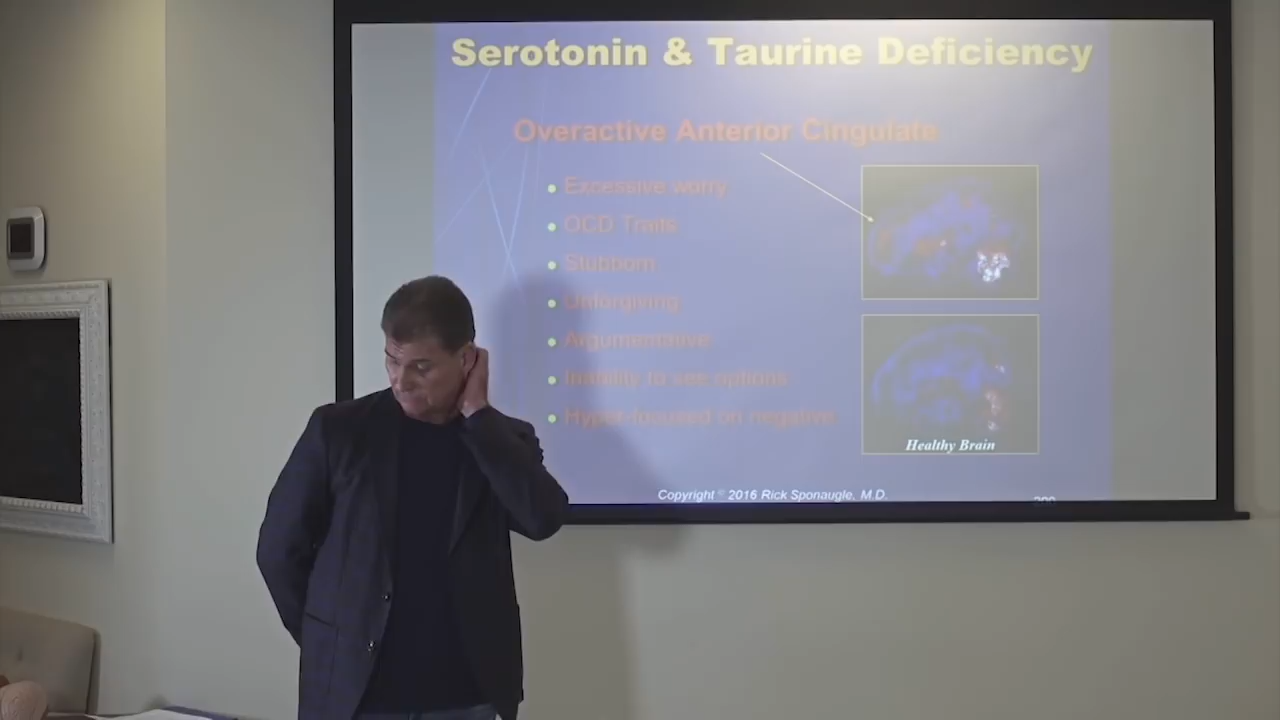 Serotonin & Taurine Deficiency
Overactive Anterior Cingulate
Excessive worry
OCD Traits
Stubborn
Unforgiving
Argumentative
Inability to see options
Hyper-focused on negative
Healthy Brain
Copyright © 2016 Rick Sponaugle, M.D.